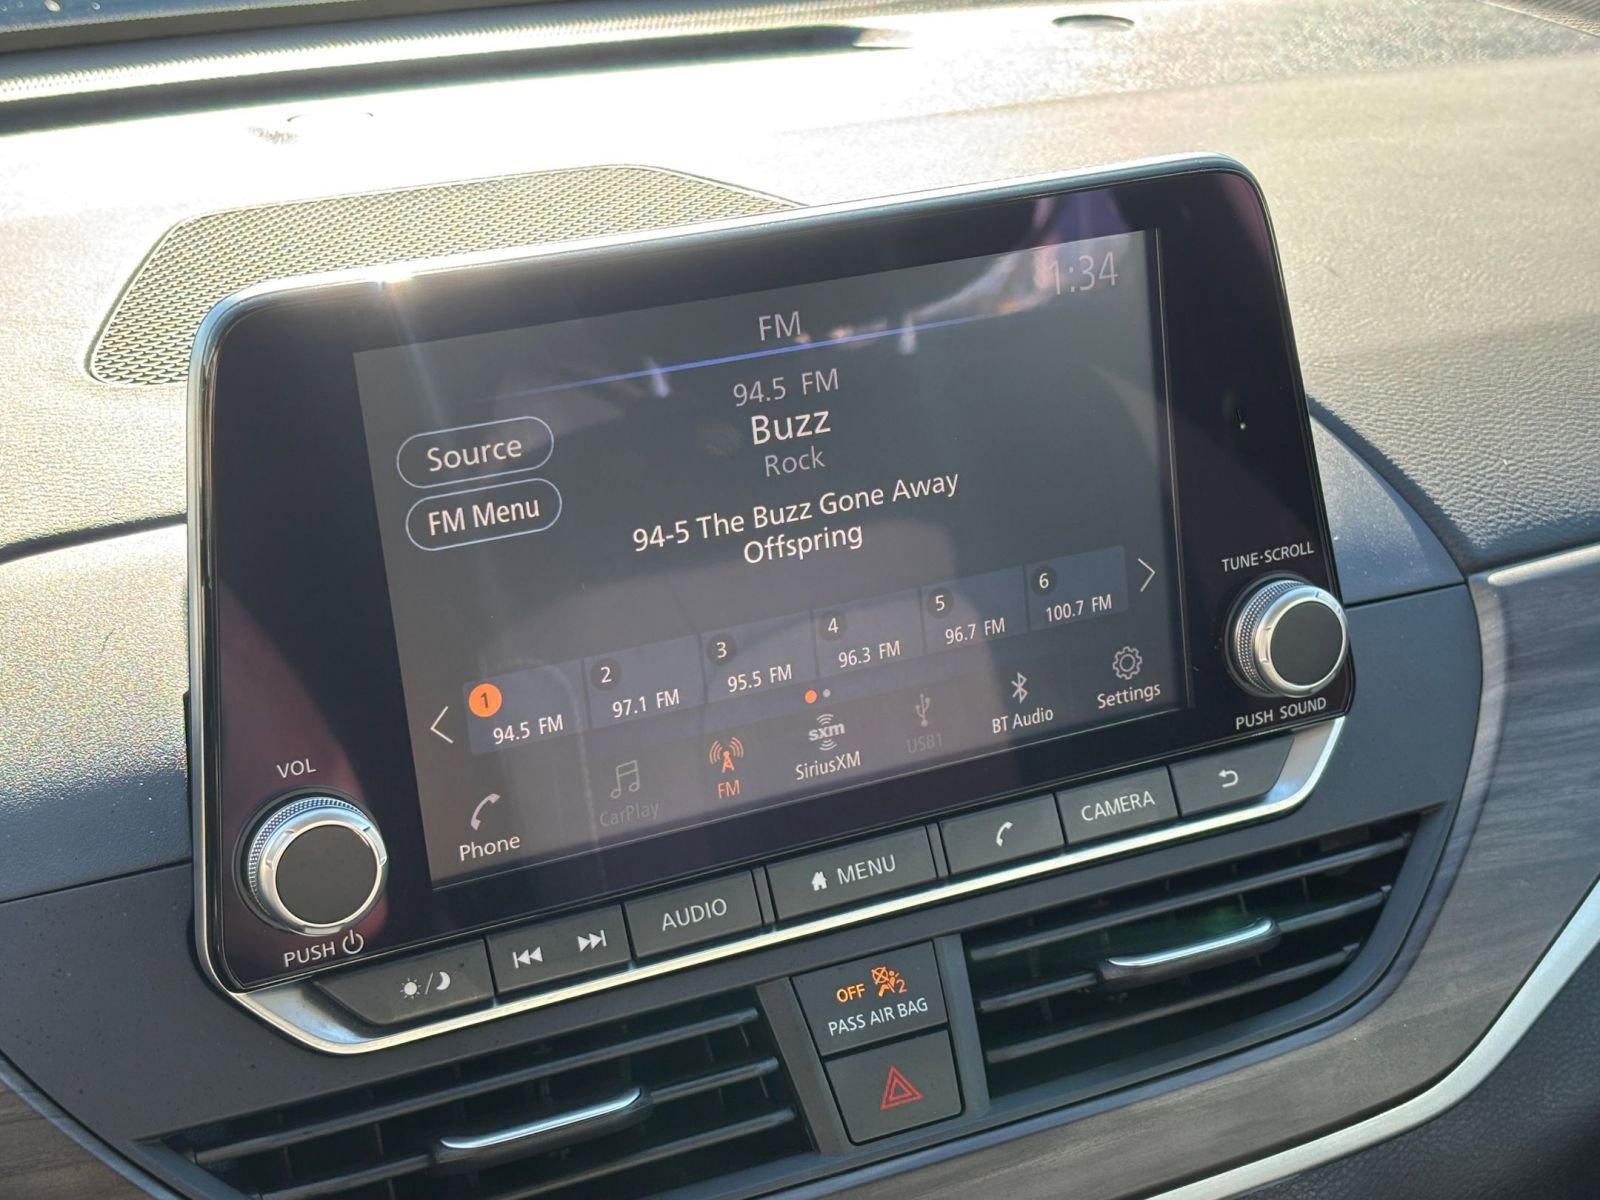 1:34
FM
94.5 FM
Buzz
Rock
Source
FM Menu
94-5 The Buzz Gone Away
Offspring
1
94.5 FM
2
97.1 FM
3
95.5 FM
4
96.3 FM
5
96.7 FM
6
100.7 FM
Phone
CarPlay
FM
sxm
SiriusXM
USB1
BT Audio
Settings
VOL
PUSH
TUNE·SCROLL
PUSH SOUND
AUDIO
MENU
CAMERA
OFF 2
PASS AIR BAG